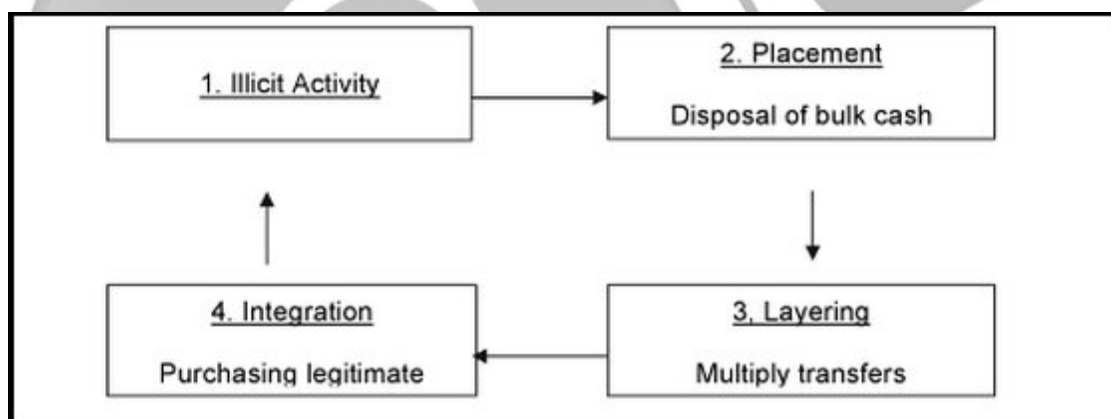 1. Illicit Activity
2. Placement
Disposal of bulk cash
4. Integration
Purchasing legitimate
3, Layering
Multiply transfers